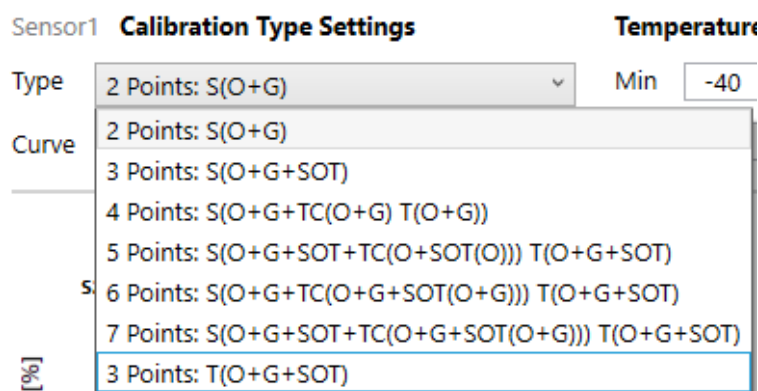 Sensor1 Calibration Type Settings Temperature
Type 2 Points: S(O+G) Min -40
2 Points: S(O+G)
Curve
3 Points: S(O+G+SOT)
4 Points: S(O+G+TC(O+G) T(O+G))
5 Points: S(O+G+SOT+TC(O+SOT(O))) T(O+G+SOT)
6 Points: S(O+G+TC(O+G+SOT(O+G))) T(O+G+SOT)
7 Points: S(O+G+SOT+TC(O+G+SOT(O+G))) T(O+G+SOT)
3 Points: T(O+G+SOT)
[%]